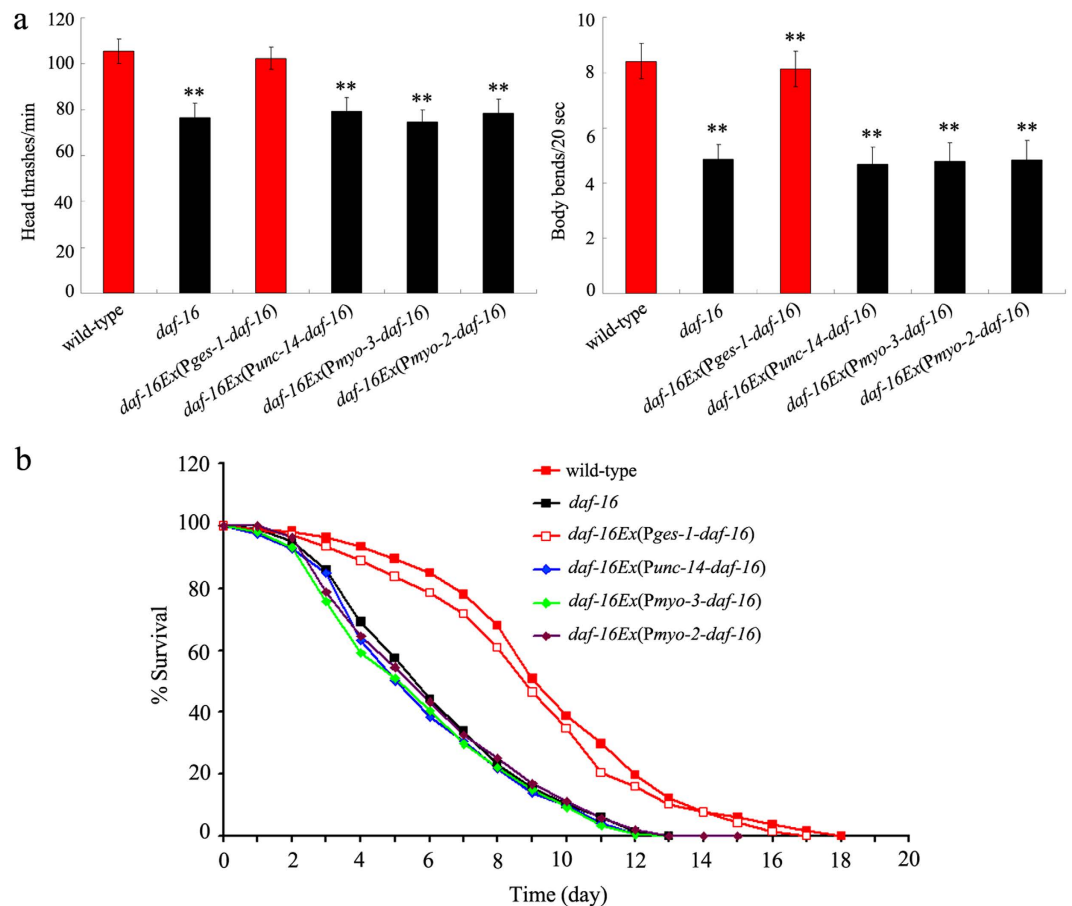 a
120
100
80
60
40
20
0
Head thrashes/min
**
**
**
**
wild-type
daf-16
daf-16Ex(Pges-1-daf-16)
daf-16Ex(Punc-14-daf-16)
daf-16Ex(Pmyo-3-daf-16)
daf-16Ex(Pmyo-2-daf-16)
10
8
6
4
2
0
Body bends/20 sec
**
**
**
**
**
wild-type
daf-16
daf-16Ex(Pges-1-daf-16)
daf-16Ex(Punc-14-daf-16)
daf-16Ex(Pmyo-3-daf-16)
daf-16Ex(Pmyo-2-daf-16)
b
120
100
80
60
40
20
0
% Survival
wild-type
daf-16
daf-16Ex(Pges-1-daf-16)
daf-16Ex(Punc-14-daf-16)
daf-16Ex(Pmyo-3-daf-16)
daf-16Ex(Pmyo-2-daf-16)
0 2 4 6 8 10 12 14 16 18 20
Time (day)